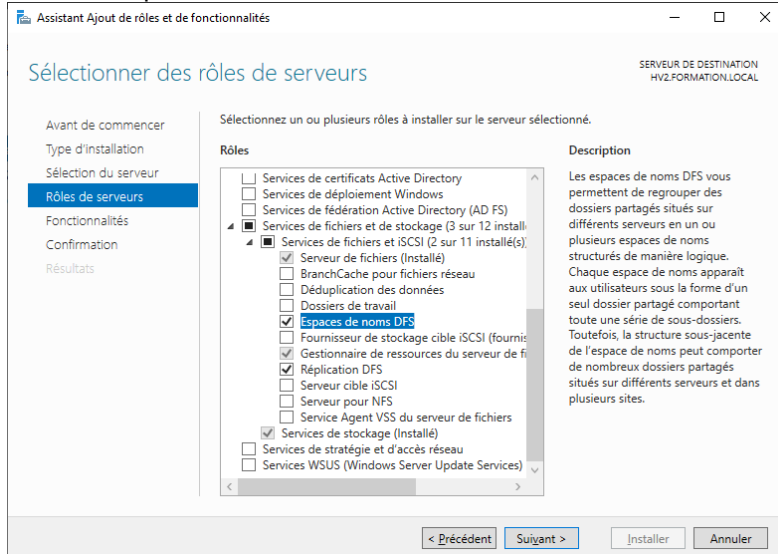 Assistant Ajout de rôles et de fonctionnalités
Sélectionner des rôles de serveurs
SERVEUR DE DESTINATION
HV2.FORMATION.LOCAL
Avant de commencer
Type d'installation
Sélection du serveur
Rôles de serveurs
Fonctionnalités
Confirmation
Résultats
Sélectionnez un ou plusieurs rôles à installer sur le serveur sélectionné.
Rôles
Services de certificats Active Directory
Services de déploiement Windows
Services de fédération Active Directory (AD FS)
Services de fichiers et de stockage (3 sur 12 install
Services de fichiers et iSCSI (2 sur 11 installé(s)
Serveur de fichiers (Installé)
BranchCache pour fichiers réseau
Déduplication des données
Dossiers de travail
Espaces de noms DFS
Fournisseur de stockage cible iSCSI (fournis
Gestionnaire de ressources du serveur de fi
Réplication DFS
Serveur cible iSCSI
Serveur pour NFS
Service Agent VSS du serveur de fichiers
Services de stockage (Installé)
Services de stratégie et d'accès réseau
Services WSUS (Windows Server Update Services)
Description
Les espaces de noms DFS vous
permettent de regrouper des
dossiers partagés situés sur
différents serveurs en un ou
plusieurs espaces de noms
structurés de manière logique.
Chaque espace de noms apparaît
aux utilisateurs sous la forme d'un
seul dossier partagé comportant
toute une série de sous-dossiers.
Toutefois, la structure sous-jacente
de l'espace de noms peut comporter
de nombreux dossiers partagés
situés sur différents serveurs et dans
plusieurs sites.
< Précédent
Suivant >
Installer
Annuler